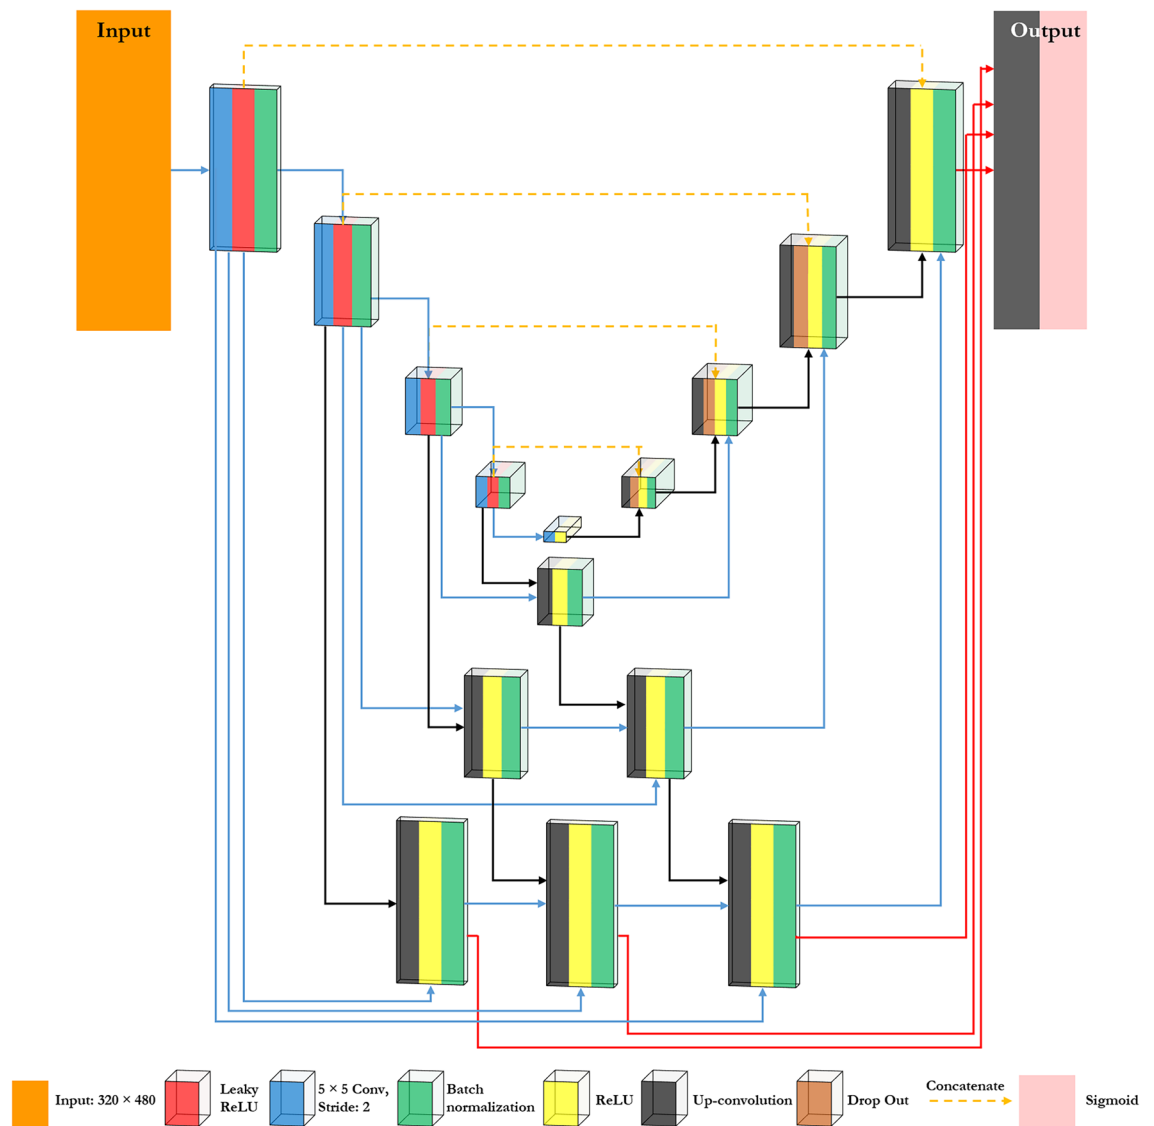 Input
Output
Input: 320 × 480
Leaky
ReLU
5 × 5 Conv,
Stride: 2
Batch
normalization
ReLU
Up-convolution
Drop Out
Concatenate
Sigmoid